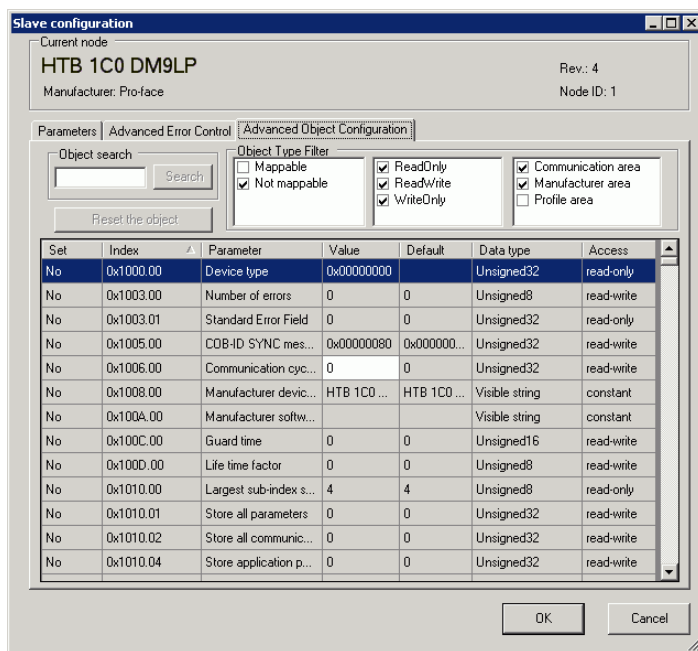 Slave configuration
Current node
HTB 1C0 DM9LP
Rev.: 4
Manufacturer: Pro-face
Node ID: 1
Parameters Advanced Error Control Advanced Object Configuration
Object search
Search
Reset the object
Object Type Filter
Mappable
Not mappable
ReadOnly
ReadWrite
WriteOnly
Communication area
Manufacturer area
Profile area
Set Index Parameter Value Default Data type Access
No 0x1000.00 Device type 0x00000000 Unsigned32 read-only
No 0x1003.00 Number of errors 0 0 Unsigned8 read-write
No 0x1003.01 Standard Error Field 0 0 Unsigned32 read-only
No 0x1005.00 COB-ID SYNC mes... 0x00000080 0x000000... Unsigned32 read-write
No 0x1006.00 Communication cyc... 0 0 Unsigned32 read-write
No 0x1008.00 Manufacturer devic... HTB 1C0 ... HTB 1C0 ... Visible string constant
No 0x100A.00 Manufacturer softw... Visible string constant
No 0x100C.00 Guard time 0 0 Unsigned16 read-write
No 0x100D.00 Life time factor 0 0 Unsigned8 read-write
No 0x1010.00 Largest sub-index s... 4 4 Unsigned8 read-only
No 0x1010.01 Store all parameters 0 0 Unsigned32 read-write
No 0x1010.02 Store all communic... 0 0 Unsigned32 read-write
No 0x1010.04 Store application p... 0 0 Unsigned32 read-write
OK Cancel